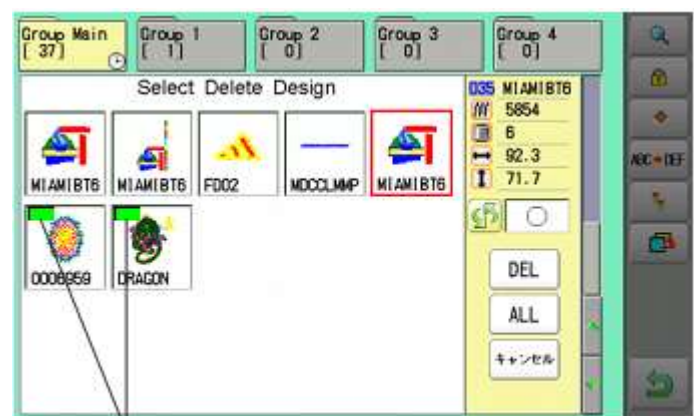 Group Main
[ 37]
Group 1
[ 1]
Group 2
[ 0]
Group 3
[ 0]
Group 4
[ 0]
Select Delete Design
MIAMIBT6
MIAMIBT6
FD02
MDCCLMMP
MIAMIBT6
0006959
DRAGON
035 MIAMIBT6
5854
6
92.3
71.7
DEL
ALL
キャンセル
ABC DEF